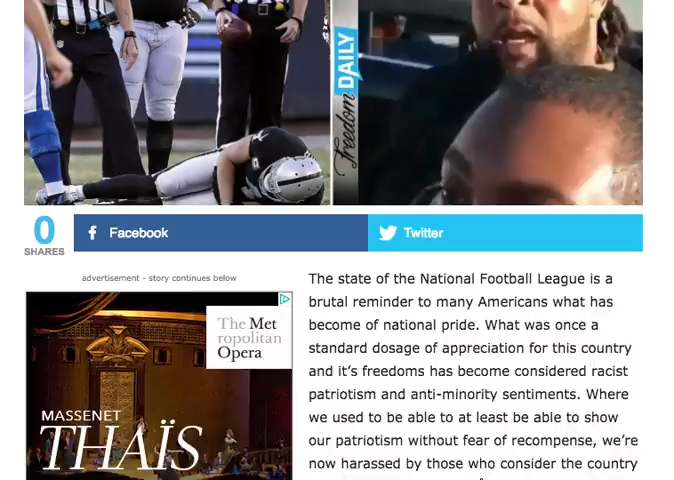 Freedom DAILY
0
SHARES
Facebook
Twitter
advertisement - story continues below
The Met
ropolitan
Opera
MASSENET
THAÏS
The state of the National Football League is a
brutal reminder to many Americans what has
become of national pride. What was once a
standard dosage of appreciation for this country
and it’s freedoms has become considered racist
patriotism and anti-minority sentiments. Where
we used to be able to at least be able to show
our patriotism without fear of recompense, we’re
now harassed by those who consider the country